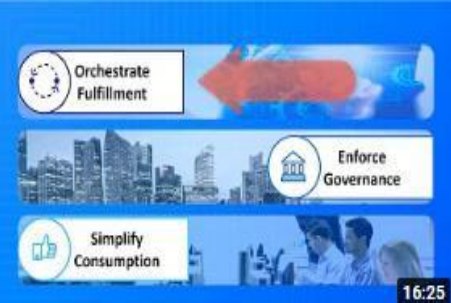 Orchestrate
Fulfillment
Enforce
Governance
Simplify
Consumption
16:25